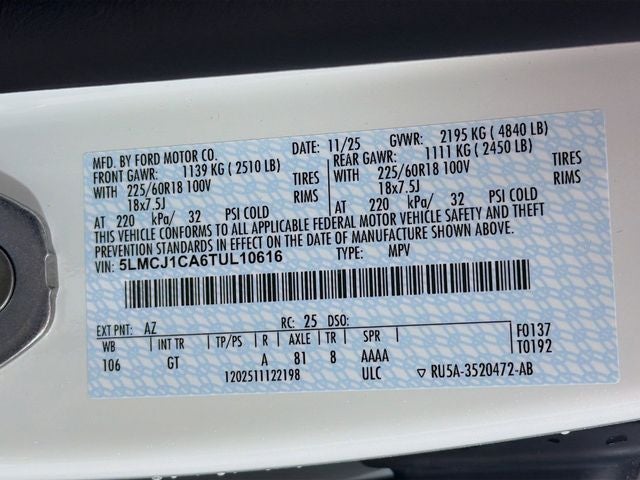 MFD. BY FORD MOTOR CO. DATE: 11/25 GVWR: 2195 KG ( 4840 LB)
FRONT GAWR: 1139 KG ( 2510 LB) REAR GAWR: 1111 KG ( 2450 LB)
WITH 225/60R18 100V TIRES WITH 225/60R18 100V TIRES
18x7.5J RIMS 18x7.5J RIMS
AT 220 kPa/ 32 PSI COLD AT 220 kPa/ 32 PSI COLD
THIS VEHICLE CONFORMS TO ALL APPLICABLE FEDERAL MOTOR VEHICLE SAFETY AND THEFT
PREVENTION STANDARDS IN EFFECT ON THE DATE OF MANUFACTURE SHOWN ABOVE.
VIN: 5LMCJ1CA6TUL10616 TYPE: MPV
EXT PNT: AZ RC: 25 DSO: F0137
WB INT TR TP/PS R AXLE TR SPR T0192
106 GT A 81 8 AAAA
1202511122198 ULC ▽ RU5A-3520472-AB